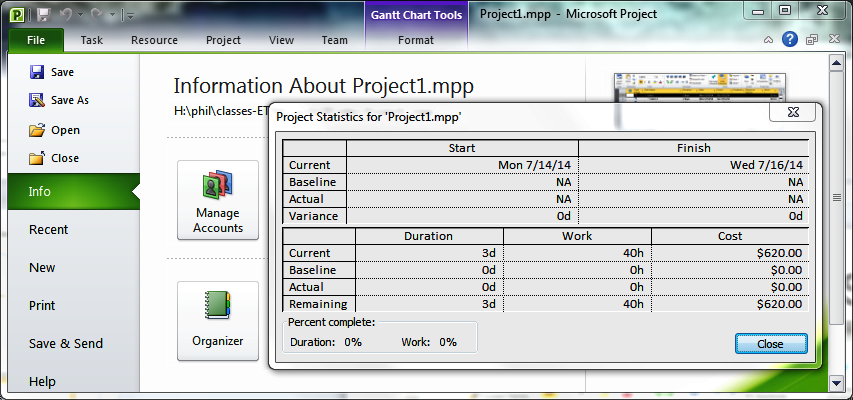 Gantt Chart Tools Project1.mpp - Microsoft Project
File Task Resource Project View Team Format
Save
Save As
Open
Close
Info
Recent
New
Print
Save & Send
Help
Information About Project1.mpp
H:\phil\classes-ET
Manage
Accounts
Organizer
Project Statistics for 'Project1.mpp'
Start Finish
Current Mon 7/14/14 Wed 7/16/14
Baseline NA NA
Actual NA NA
Variance 0d 0d
Duration Work Cost
Current 3d 40h $620.00
Baseline 0d 0h $0.00
Actual 0d 0h $0.00
Remaining 3d 40h $620.00
Percent complete:
Duration: 0% Work: 0%
Close